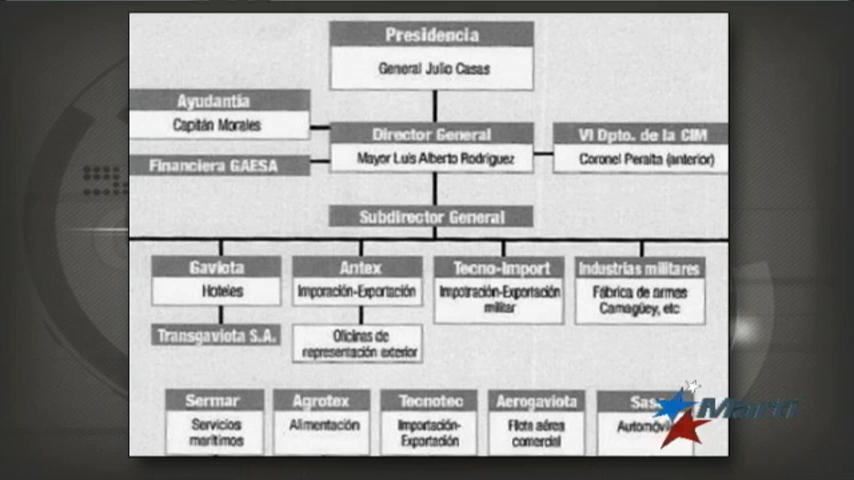 Presidencia
General Julio Casas
Ayudantía
Capitán Morales
Director General
Mayor Luis Alberto Rodríguez
VI Dpto. de la CIM
Coronel Peralta (anterior)
Financiera GAESA
Subdirector General
Gaviota
Hoteles
Antex
Imporación-Exportación
Tecno-Import
Impotración-Exportación
militar
Industrias militares
Fábrica de armas
Camagüey, etc
Transgaviota S.A.
Oficinas de
representación exterior
Sermar
Servicios
marítimos
Agrotex
Alimentación
Tecnotec
Importación-
Exportación
Aerogaviota
Flota aérea
comercial
Sas
Automóvil
Martí